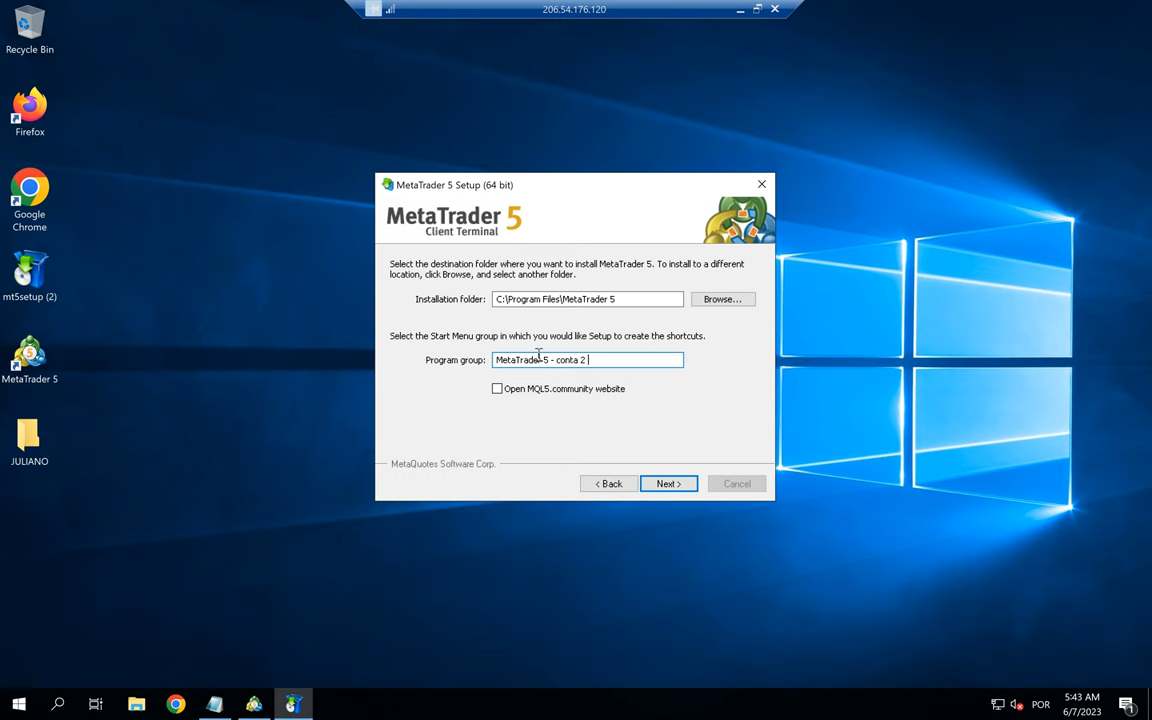 206.54.176.120
Recycle Bin
Firefox
Google
Chrome
mt5setup (2)
MetaTrader 5
JULIANO
MetaTrader 5 Setup (64 bit)
MetaTrader 5
Client Terminal
Select the destination folder where you want to install MetaTrader 5. To install to a different
location, click Browse, and select another folder.
Installation folder: C:\Program Files\MetaTrader 5 Browse...
Select the Start Menu group in which you would like Setup to create the shortcuts.
Program group: MetaTrader 5 - conta 2
Open MQL5.community website
MetaQuotes Software Corp.
< Back Next > Cancel
POR
5:43 AM
6/7/2023
1